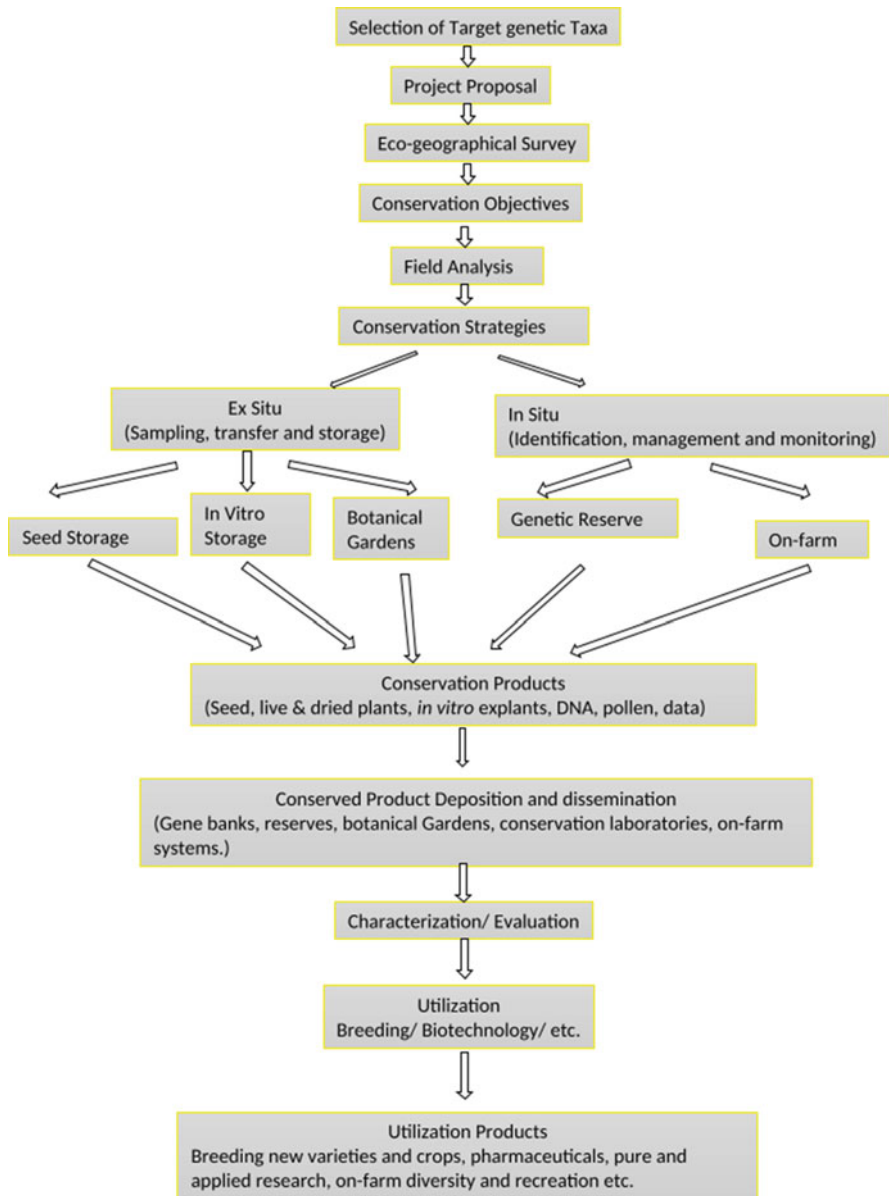 Selection of Target genetic Taxa
Project Proposal
Eco-geographical Survey
Conservation Objectives
Field Analysis
Conservation Strategies
Ex Situ
(Sampling, transfer and storage)
In Situ
(Identification, management and monitoring)
Seed Storage
In Vitro
Storage
Botanical
Gardens
Genetic Reserve
On-farm
Conservation Products
(Seed, live & dried plants, in vitro explants, DNA, pollen, data)
Conserved Product Deposition and dissemination
(Gene banks, reserves, botanical Gardens, conservation laboratories, on-farm
systems.)
Characterization/ Evaluation
Utilization
Breeding/ Biotechnology/ etc.
Utilization Products
Breeding new varieties and crops, pharmaceuticals, pure and
applied research, on-farm diversity and recreation etc.